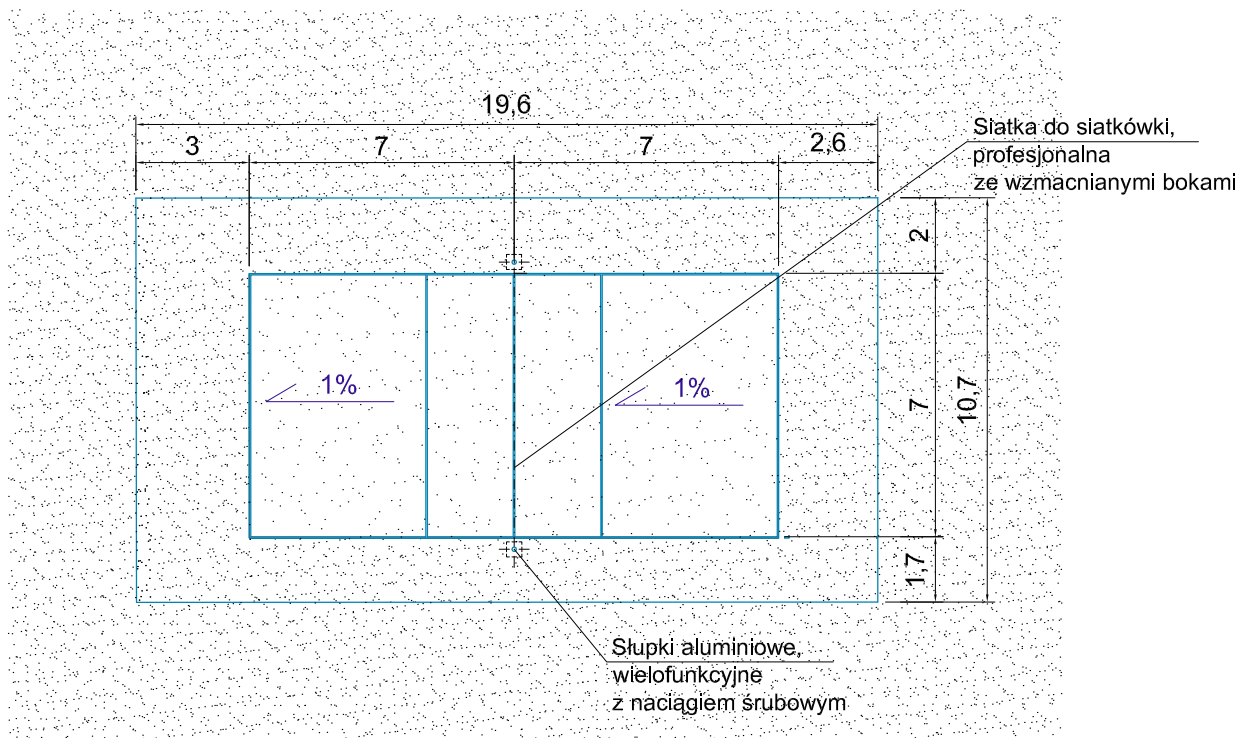 19,6
3
7
7
2,6
Siatka do siatkówki,
profesjonalna
ze wzmacnianymi bokami
2
1%
1%
7
10,7
1,7
Słupki aluminiowe,
wielofunkcyjne
z naciągiem śrubowym